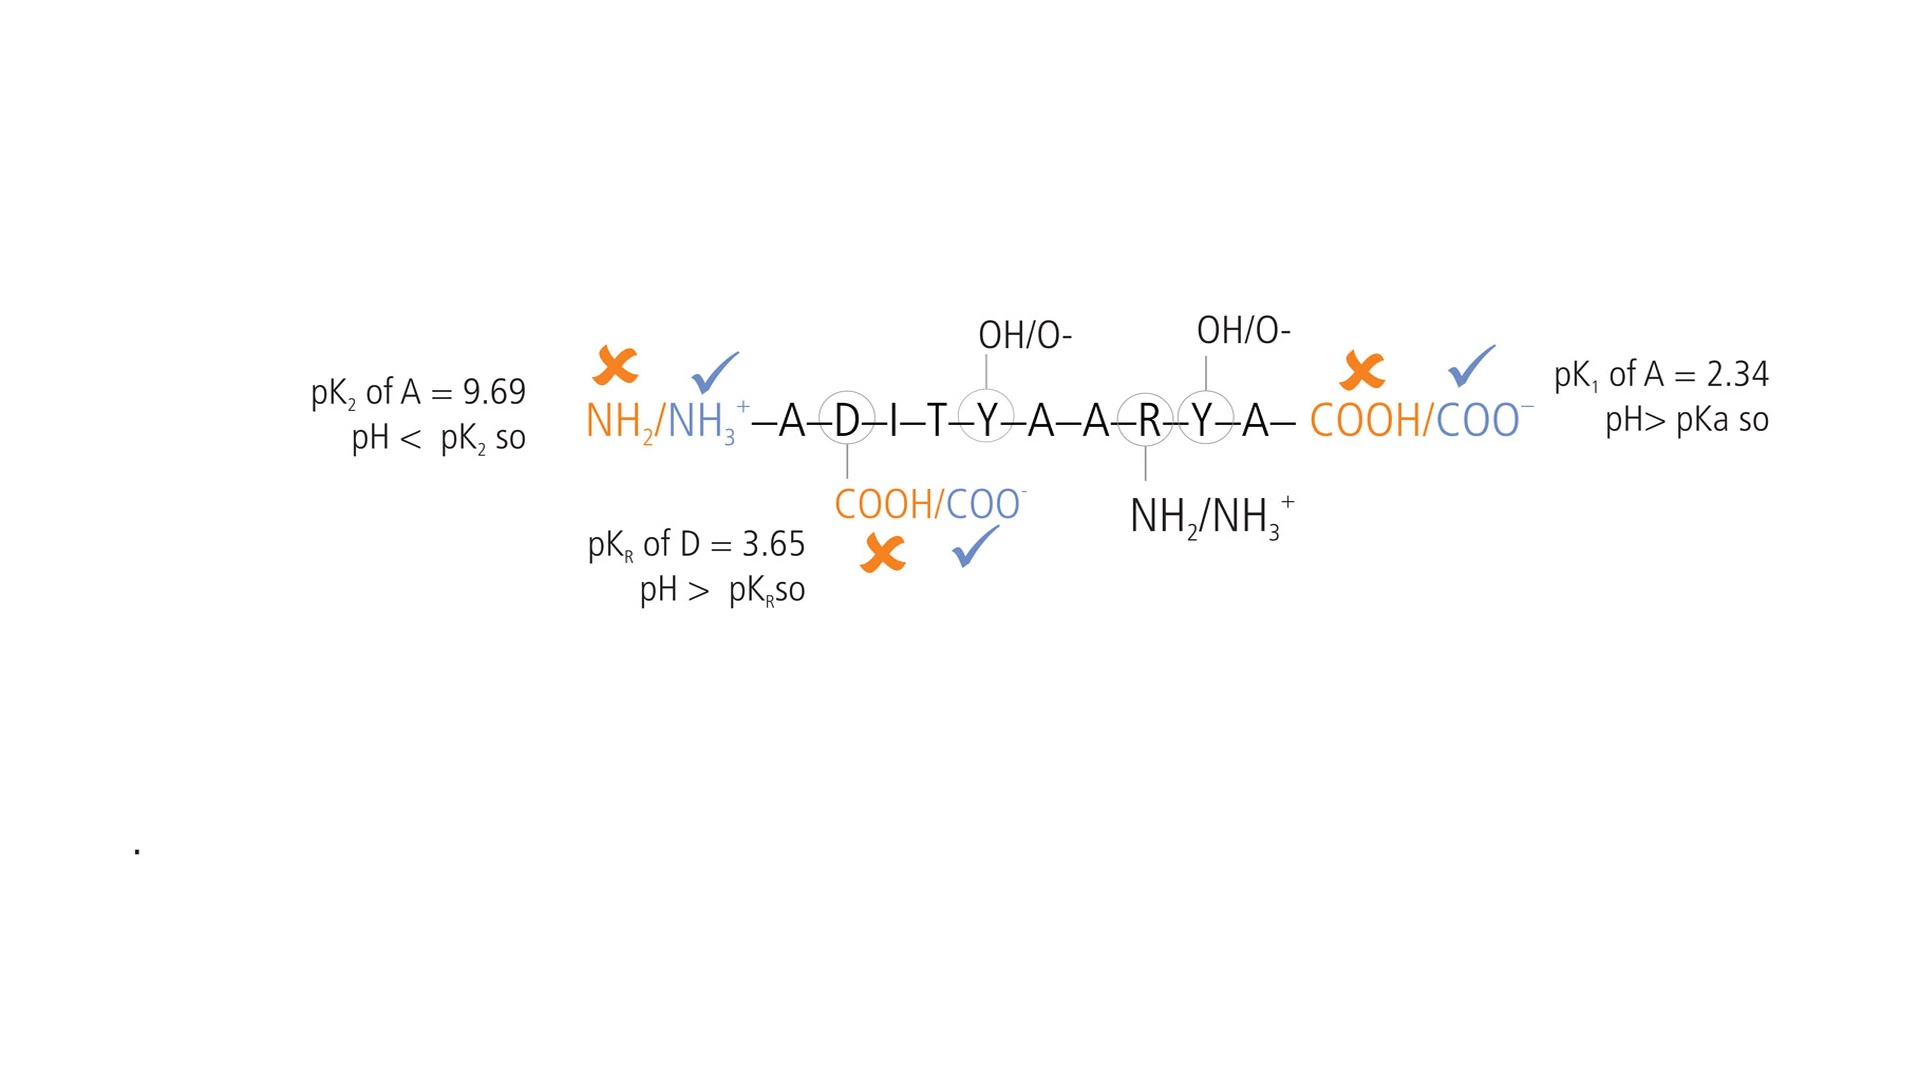 OH/O-
OH/O-
pK₂ of A = 9.69
pH < pK₂ so
NH₂/NH₃⁺–A–D–I–T–Y–A–A–R–Y–A– COOH/COO⁻
pK₁ of A = 2.34
pH> pKa so
COOH/COO⁻
NH₂/NH₃⁺
pKR of D = 3.65
pH > pKRso
.